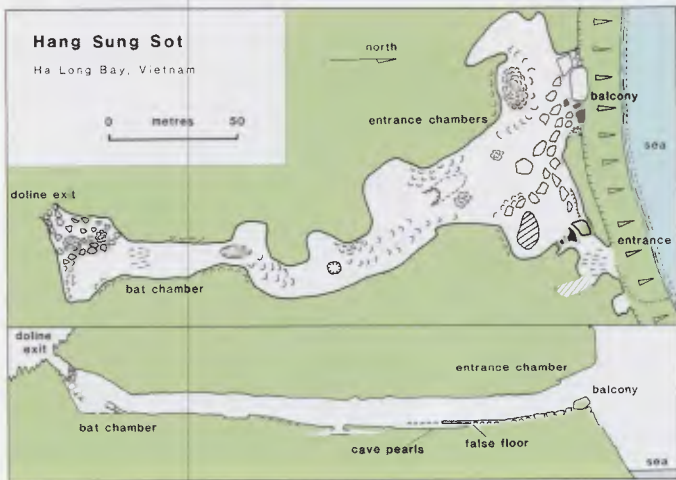 Hang Sung Sot
Ha Long Bay, Vietnam
north
0 metres 50
balcony
entrance chambers
sea
doline exit
entrance
bat chamber
doline
exit
entrance chamber
balcony
bat chamber
false floor
cave pearls
sea